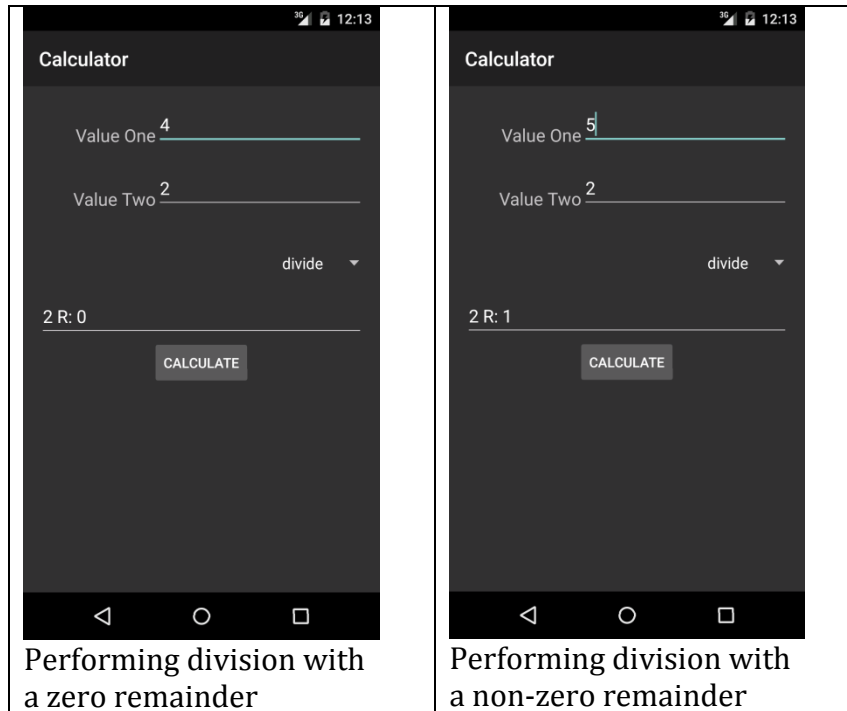 3G 12:13
Calculator
Value One 4
Value Two 2
divide
2 R: 0
CALCULATE
Performing division with
a zero remainder
3G 12:13
Calculator
Value One 5
Value Two 2
divide
2 R: 1
CALCULATE
Performing division with
a non-zero remainder